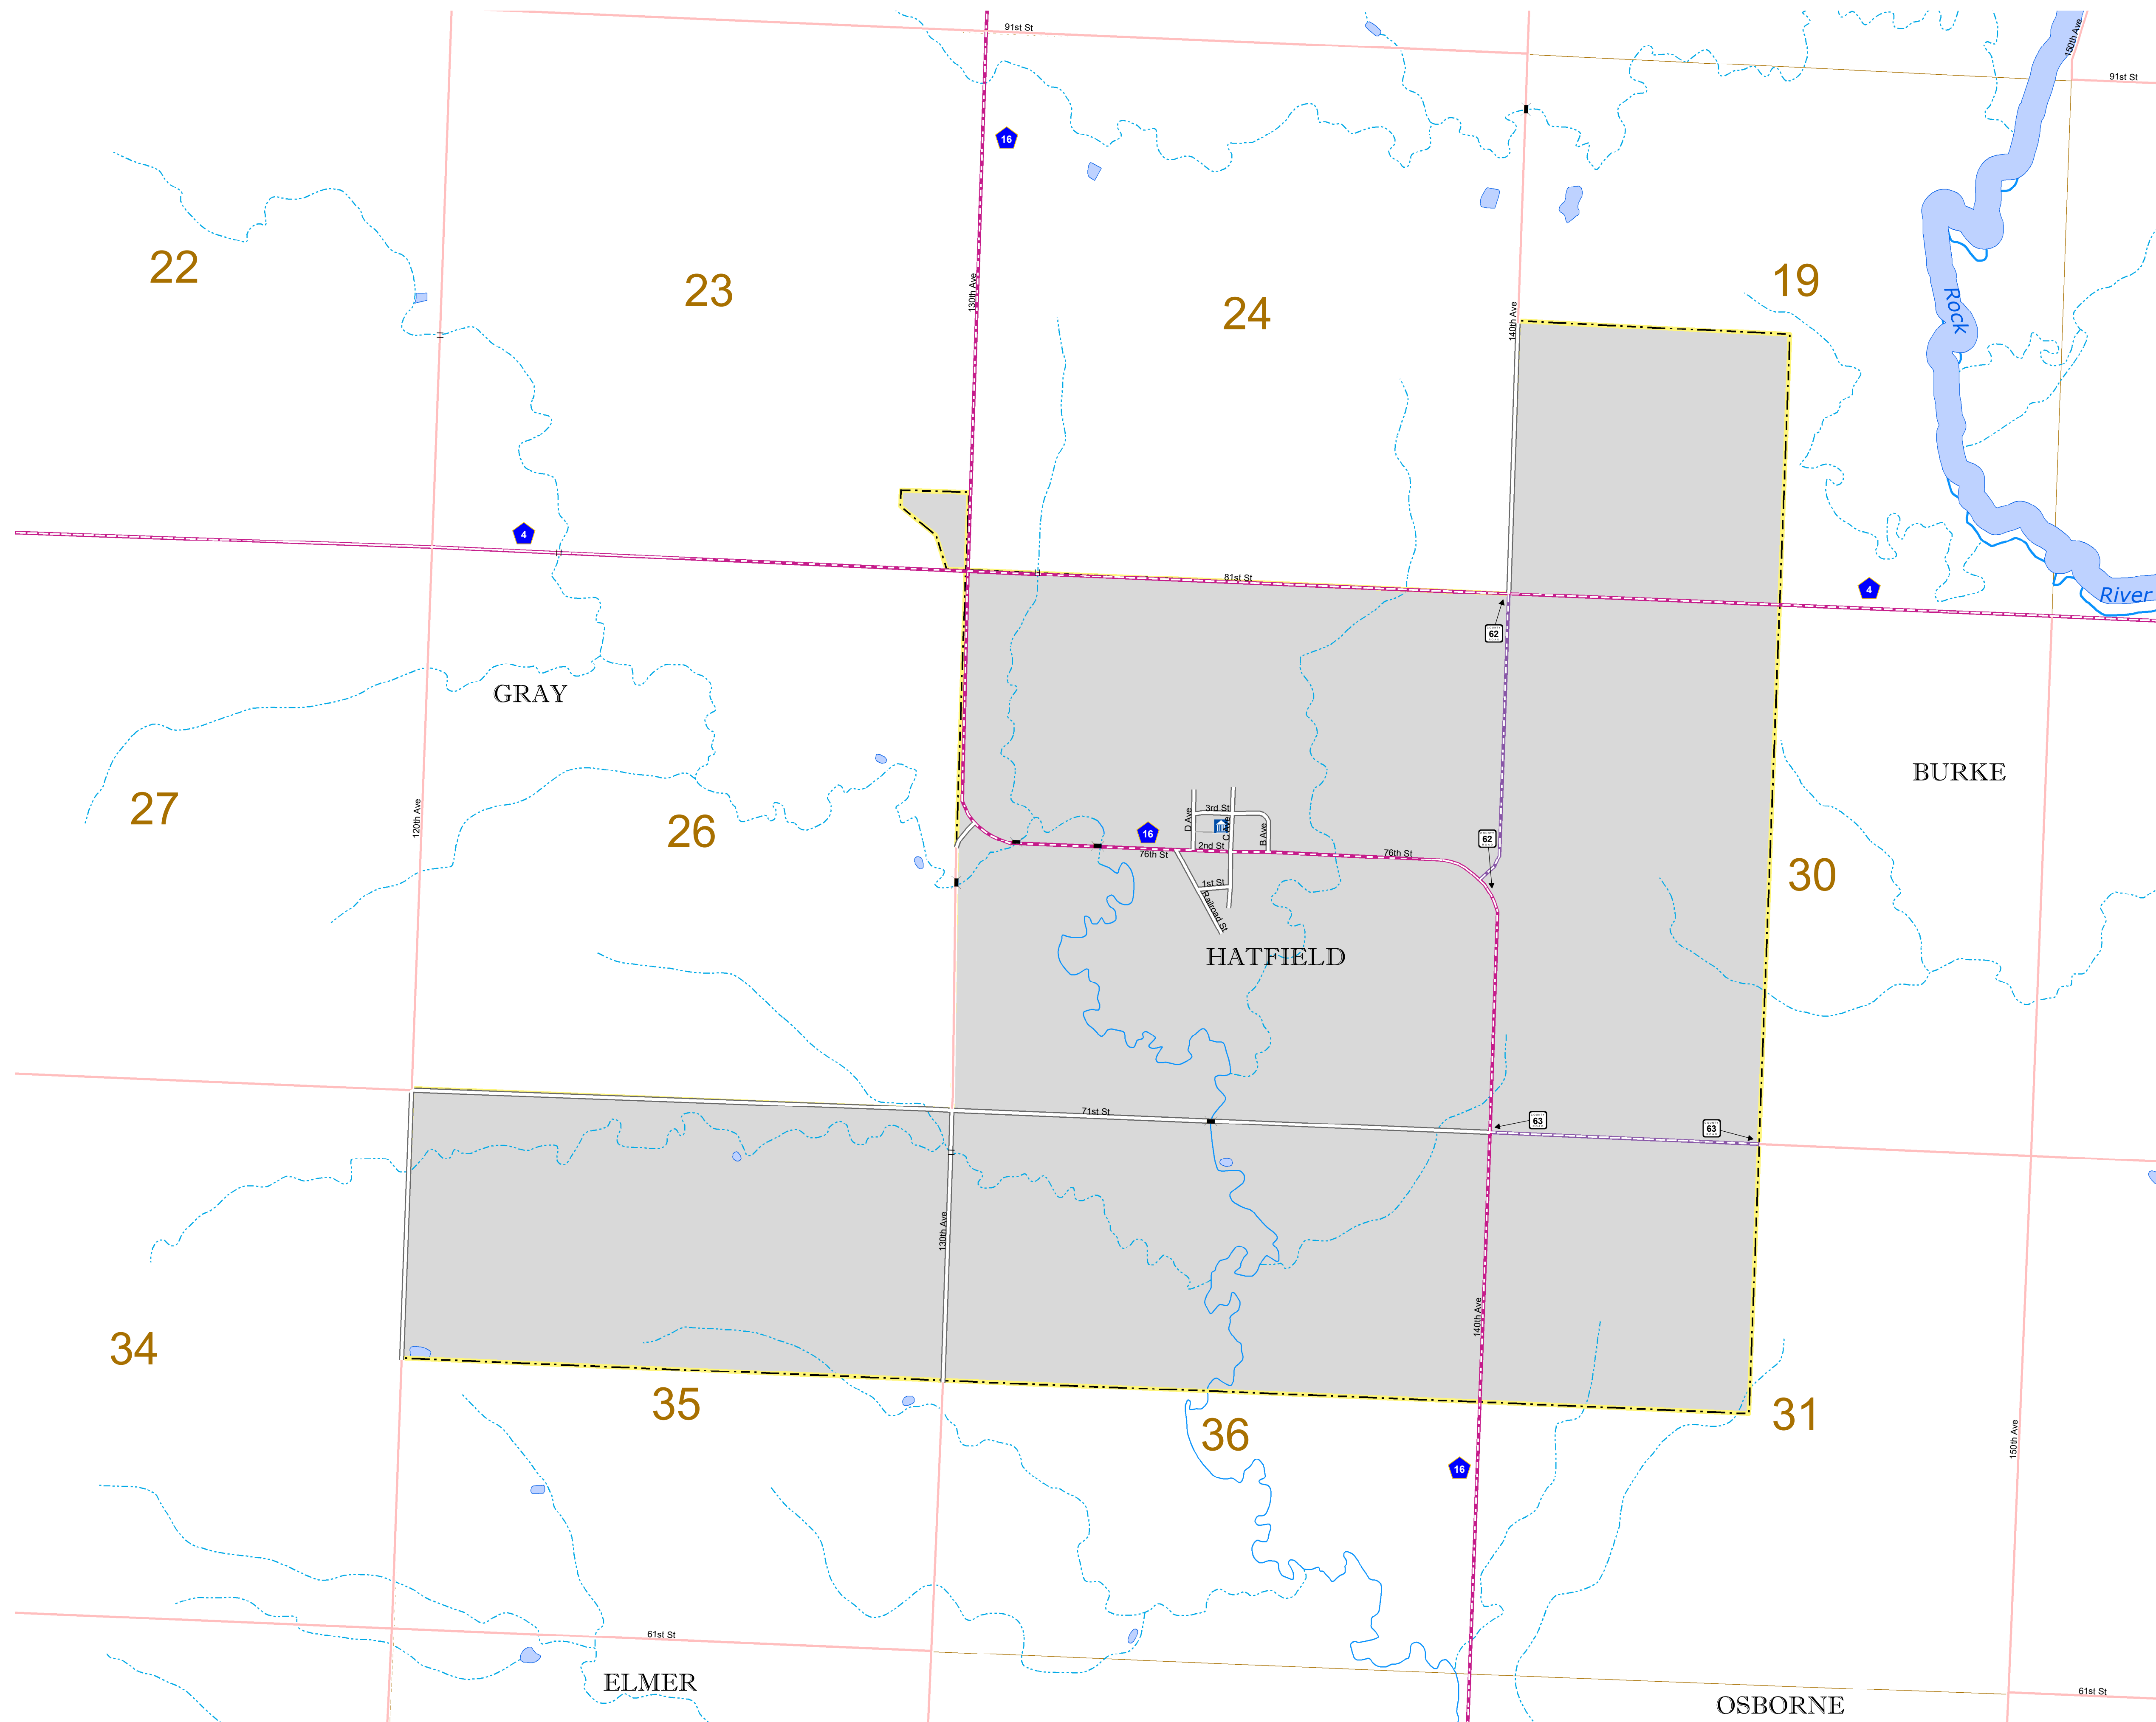 91st St
150th Ave
91st St
16
22
23
24
19
130th Ave
140th Ave
Rock
4
81st St
4
River
62
GRAY
BURKE
27
120th Ave
26
16
D Ave
3rd St
C Ave
B Ave
2nd St
76th St
76th St
62
30
1st St
Railroad St
HATFIELD
71st St
63
63
130th Ave
140th Ave
34
35
36
31
150th Ave
16
61st St
ELMER
OSBORNE
61st St